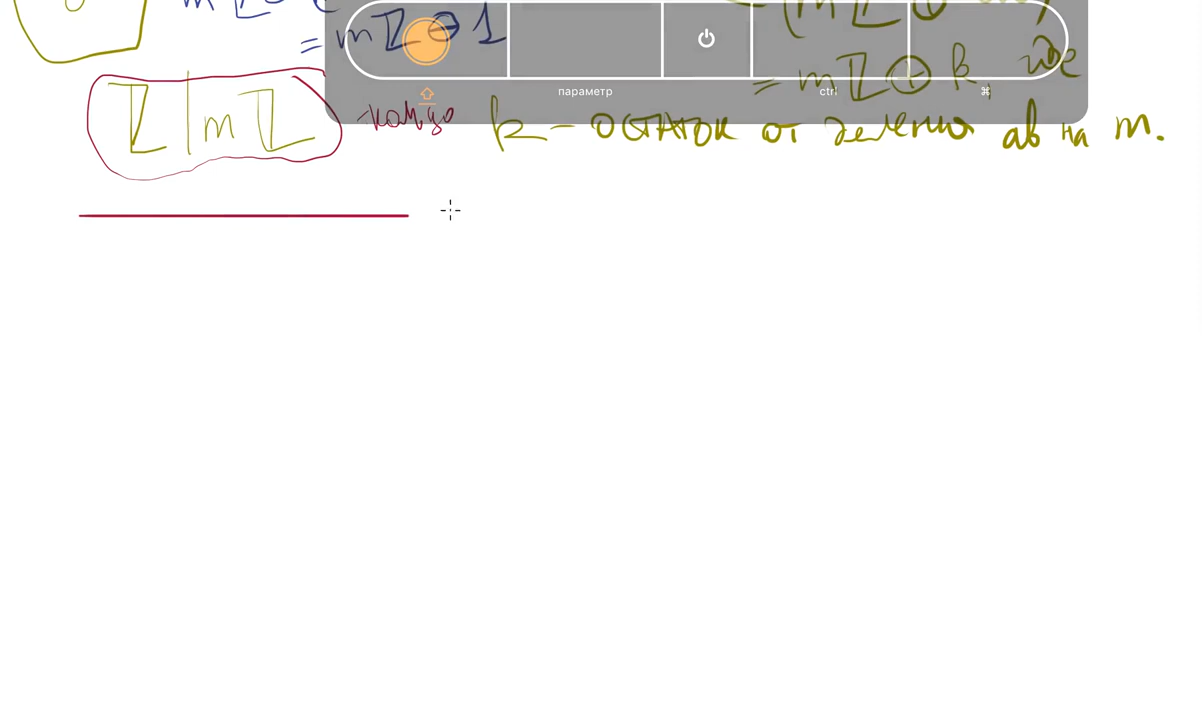 = mℤ ⊕ 1
= mℤ ⊕ k, где
параметр ctrl ⌘
ℤ | mℤ - кольцо
k - остаток от деления ab на m.